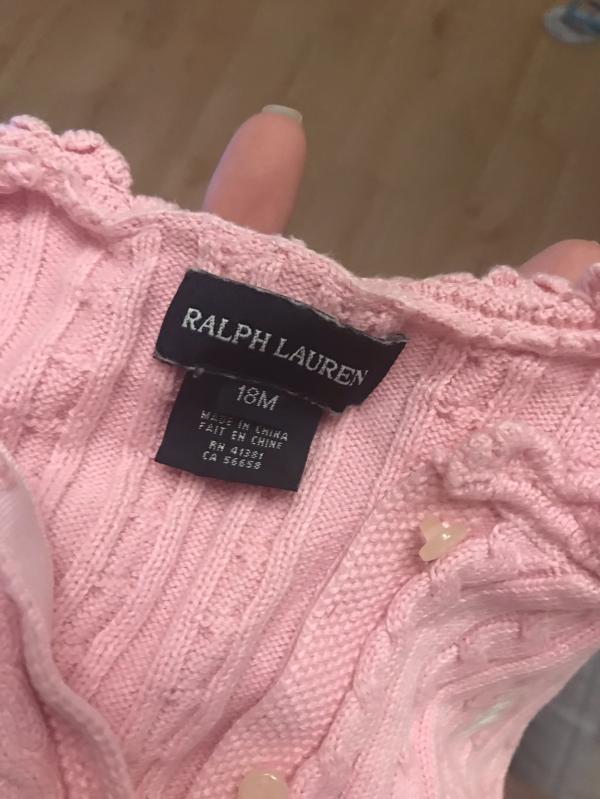 RALPH LAUREN
18M
MADE IN CHINA
FAIT EN CHINE
RN 41381
CA 56658